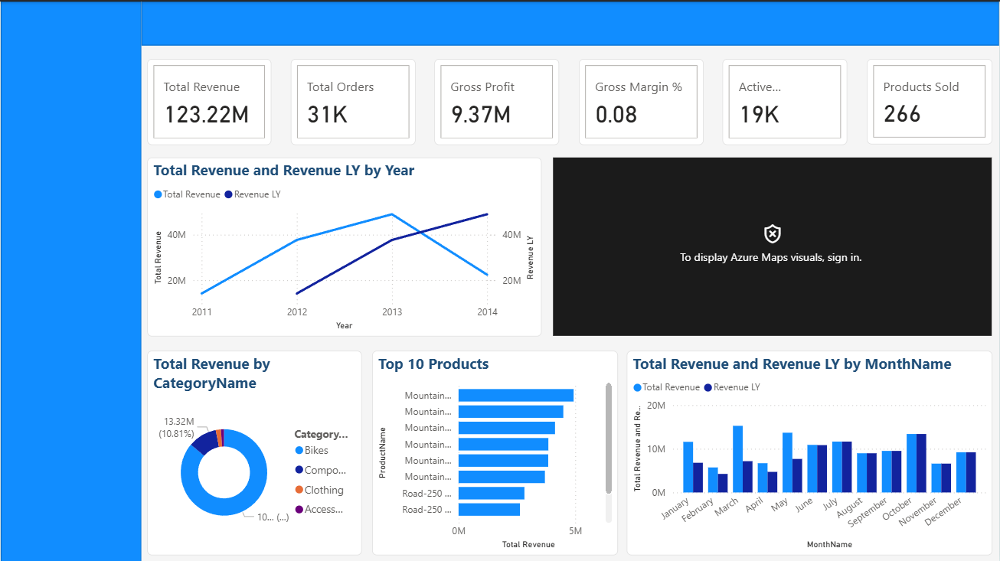 Total Revenue
123.22M
Total Orders
31K
Gross Profit
9.37M
Gross Margin %
0.08
Active...
19K
Products Sold
266
Total Revenue and Revenue LY by Year
Total Revenue Revenue LY
Total Revenue
40M
20M
40M
20M
Revenue LY
2011 2012 2013 2014
Year
To display Azure Maps visuals, sign in.
Total Revenue by
CategoryName
13.32M
(10.81%)
10... (...)
Category...
Bikes
Compo...
Clothing
Access...
Top 10 Products
ProductName
Mountain...
Mountain...
Mountain...
Mountain...
Mountain...
Mountain...
Road-250 ...
Road-250 ...
0M 5M
Total Revenue
Total Revenue and Revenue LY by MonthName
Total Revenue Revenue LY
Total Revenue and Re...
20M
10M
0M
January February March April May June July August September October November December
MonthName